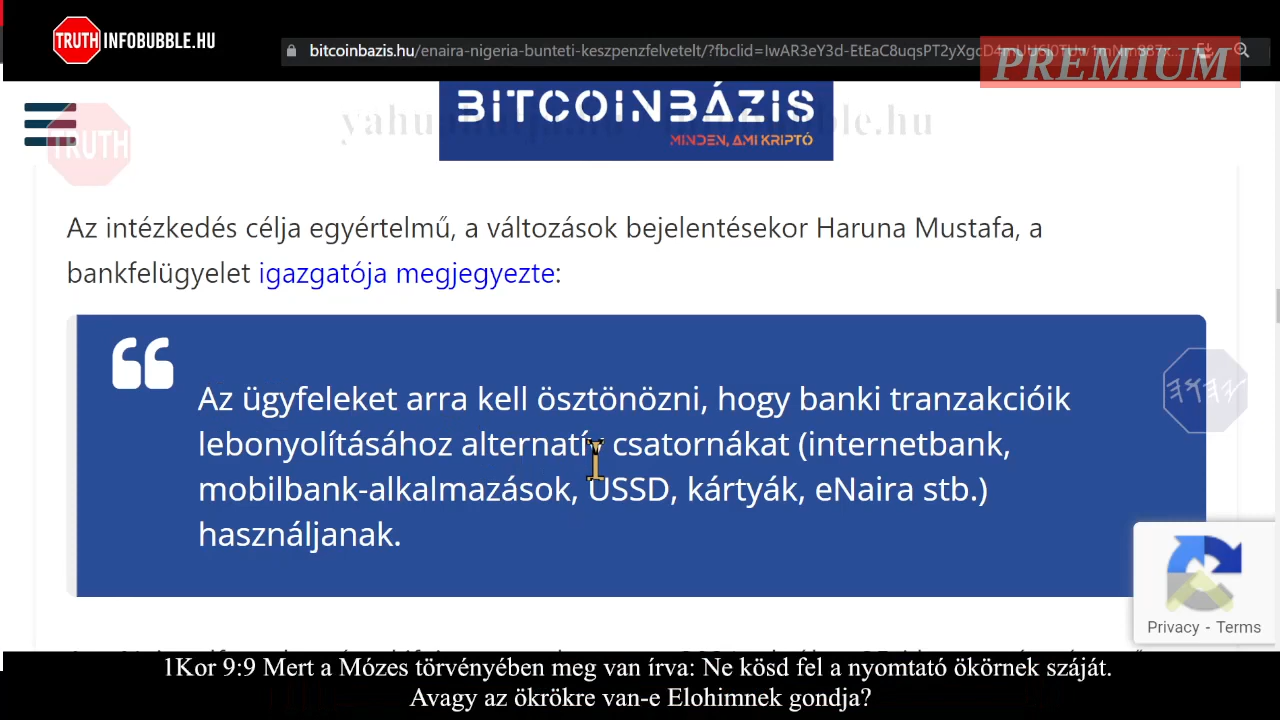 TRUTH INFOBUBBLE.HU
bitcoinbazis.hu/enaira-nigeria-bunteti-keszpenzfelvetelt/?fbclid=IwAR3eY3d-EtEaC8uqsPT2yXgcD4
PREMIUM
BITCOINBÁZIS
MINDEN, AMI KRIPTÓ
TRUTH
Az intézkedés célja egyértelmű, a változások bejelentésekor Haruna Mustafa, a
bankfelügyelet igazgatója megjegyezte:
Az ügyfeleket arra kell ösztönözni, hogy banki tranzakcióik
lebonyolításához alternatív csatornákat (internetbank,
mobilbank-alkalmazások, USSD, kártyák, eNaira stb.)
használjanak.
𐤉𐤄𐤅𐤄
Privacy - Terms
1Kor 9:9 Mert a Mózes törvényében meg van írva: Ne kösd fel a nyomtató ökörnek száját.
Avagy az ökrökre van-e Elohimnek gondja?